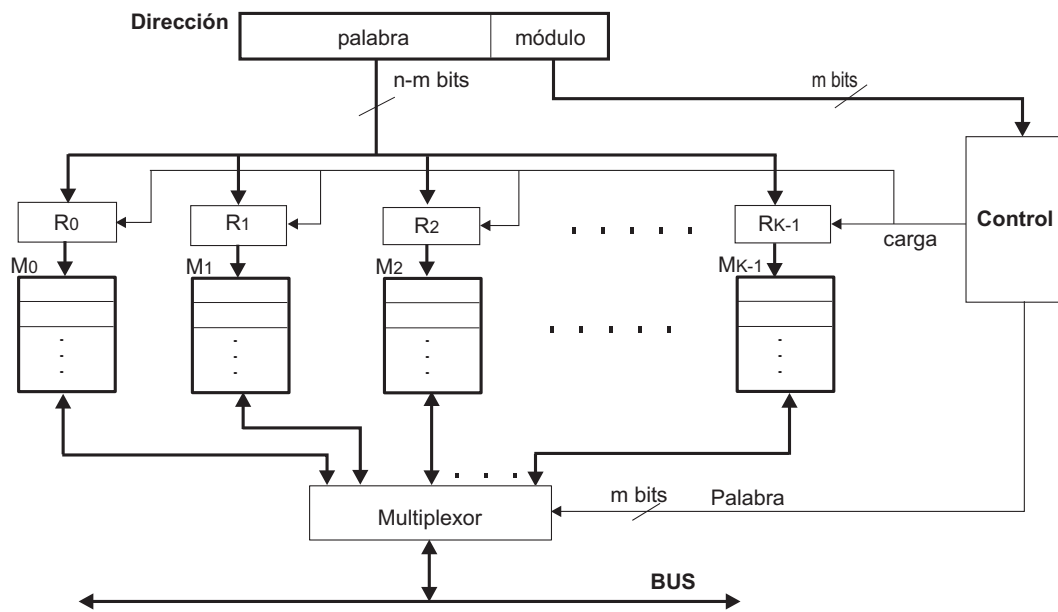 Dirección
palabra
módulo
n-m bits
m bits
R0
R1
R2
RK-1
Control
carga
M0
M1
M2
MK-1
m bits
Palabra
Multiplexor
BUS